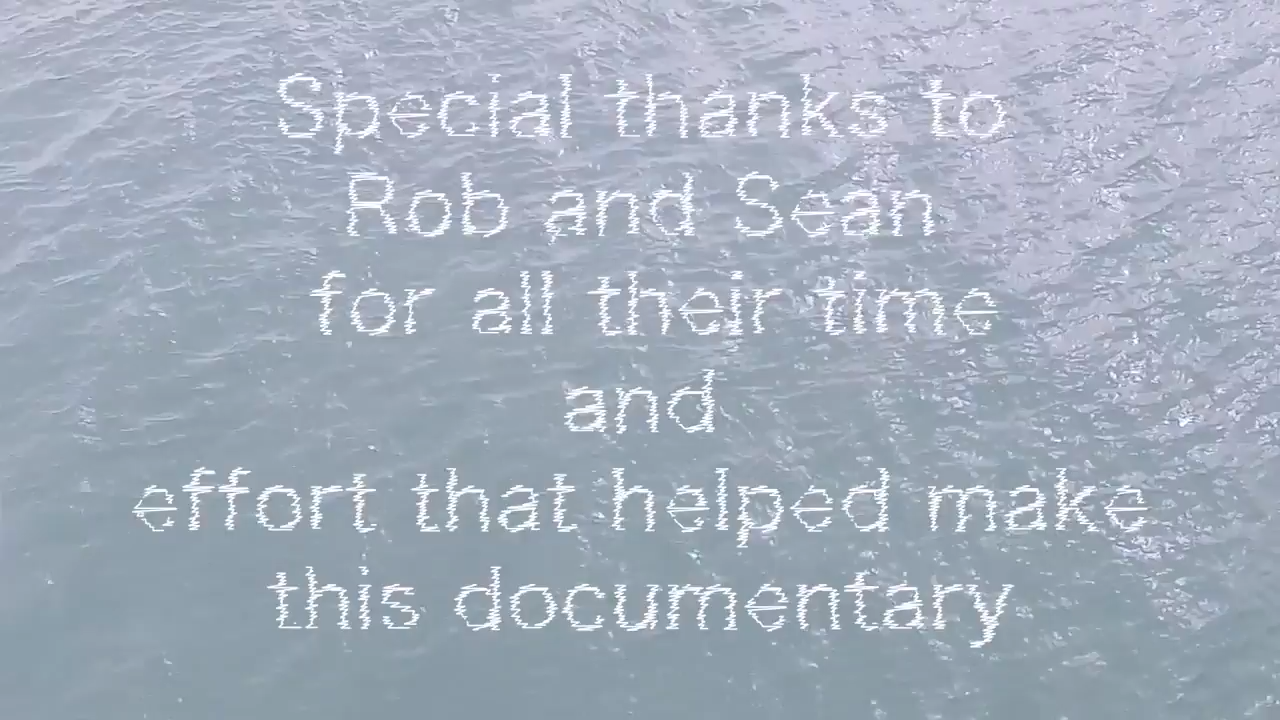 Special thanks to
Rob and Sean
for all their time
and
effort that helped make
this documentary